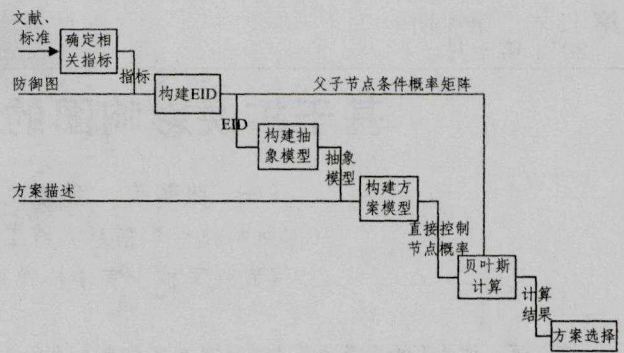 文献、
标准
确定相
关指标
指标
防御图
构建EID
父子节点条件概率矩阵
EID
构建抽
象模型
抽象
模型
方案描述
构建方
案模型
直接控制
节点概率
贝叶斯
计算
计算
结果
方案选择